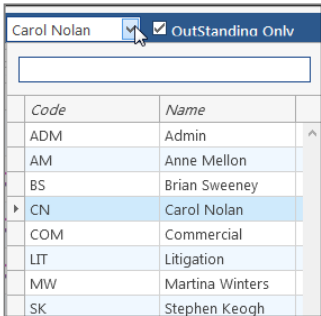 Carol Nolan OutStanding Only
Code Name
ADM Admin
AM Anne Mellon
BS Brian Sweeney
CN Carol Nolan
COM Commercial
LIT Litigation
MW Martina Winters
SK Stephen Keogh